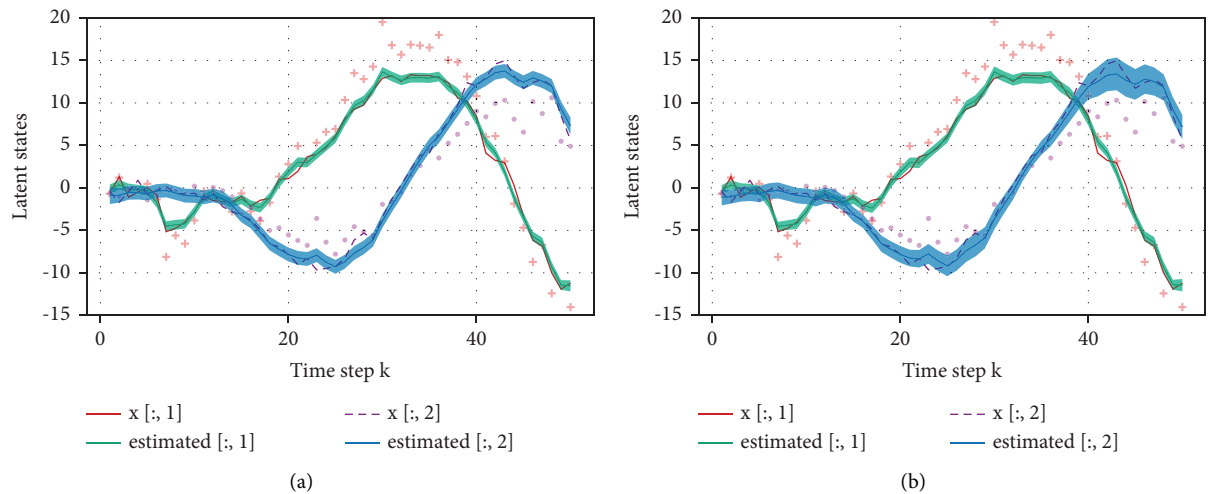 20
15
10
5
0
-5
-10
-15
Latent states
0
20
40
Time step k
x [:, 1]
x [:, 2]
estimated [:, 1]
estimated [:, 2]
(a)
20
15
10
5
0
-5
-10
-15
Latent states
0
20
40
Time step k
x [:, 1]
x [:, 2]
estimated [:, 1]
estimated [:, 2]
(b)